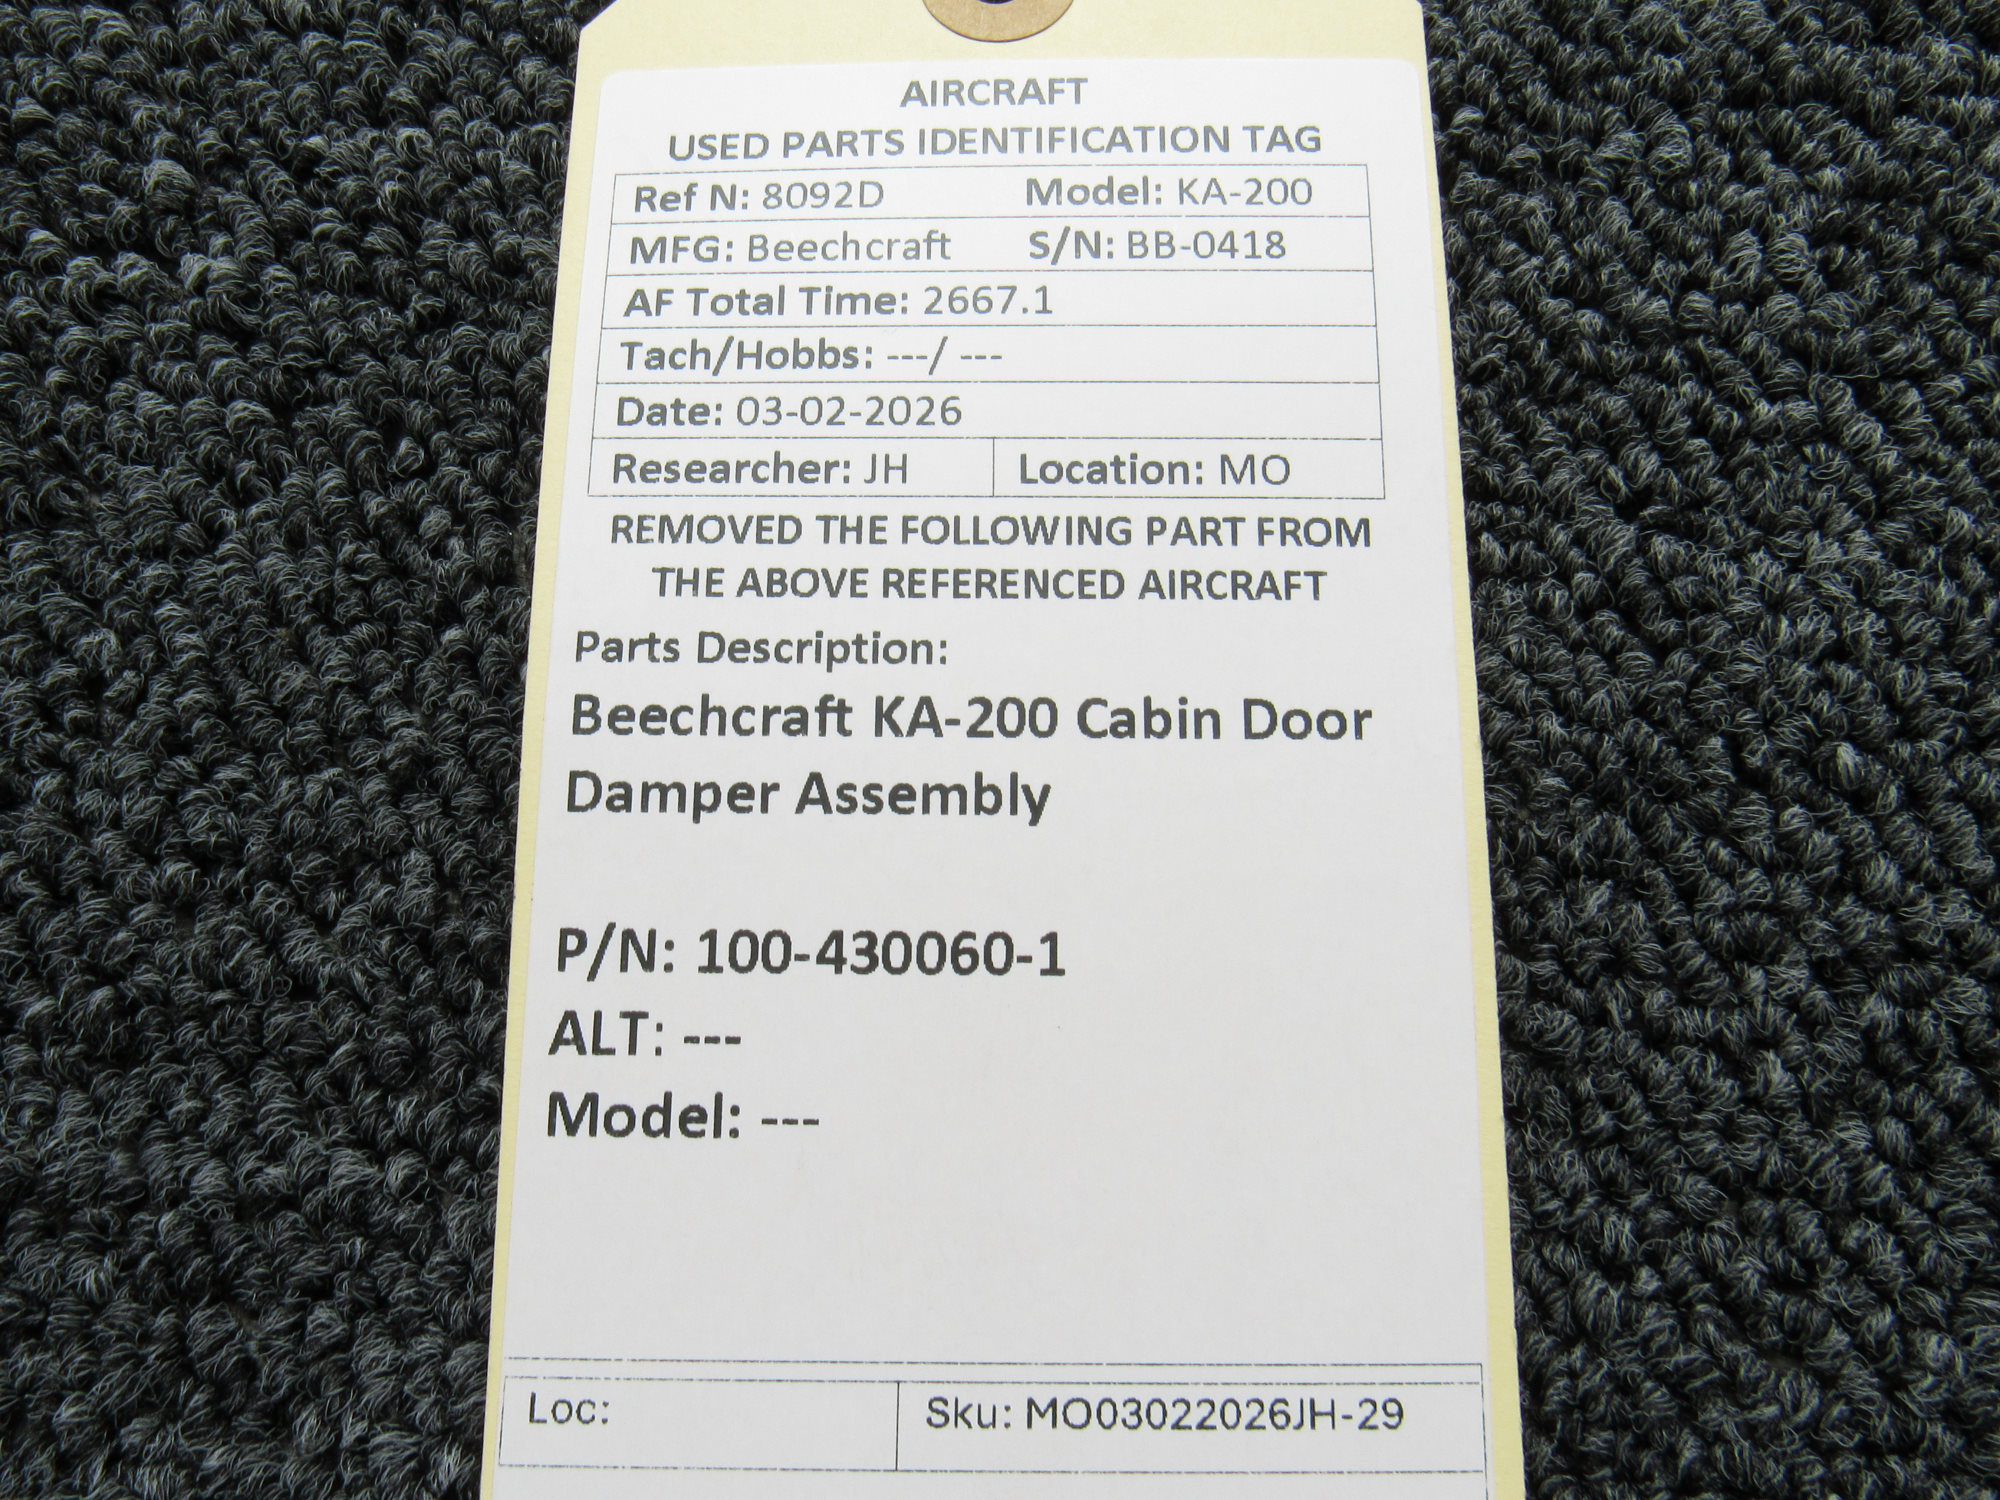 AIRCRAFT
USED PARTS IDENTIFICATION TAG
Ref N: 8092D Model: KA-200
MFG: Beechcraft S/N: BB-0418
AF Total Time: 2667.1
Tach/Hobbs: ---/ ---
Date: 03-02-2026
Researcher: JH Location: MO
REMOVED THE FOLLOWING PART FROM
THE ABOVE REFERENCED AIRCRAFT
Parts Description:
Beechcraft KA-200 Cabin Door
Damper Assembly
P/N: 100-430060-1
ALT: ---
Model: ---
Loc: Sku: MO03022026JH-29